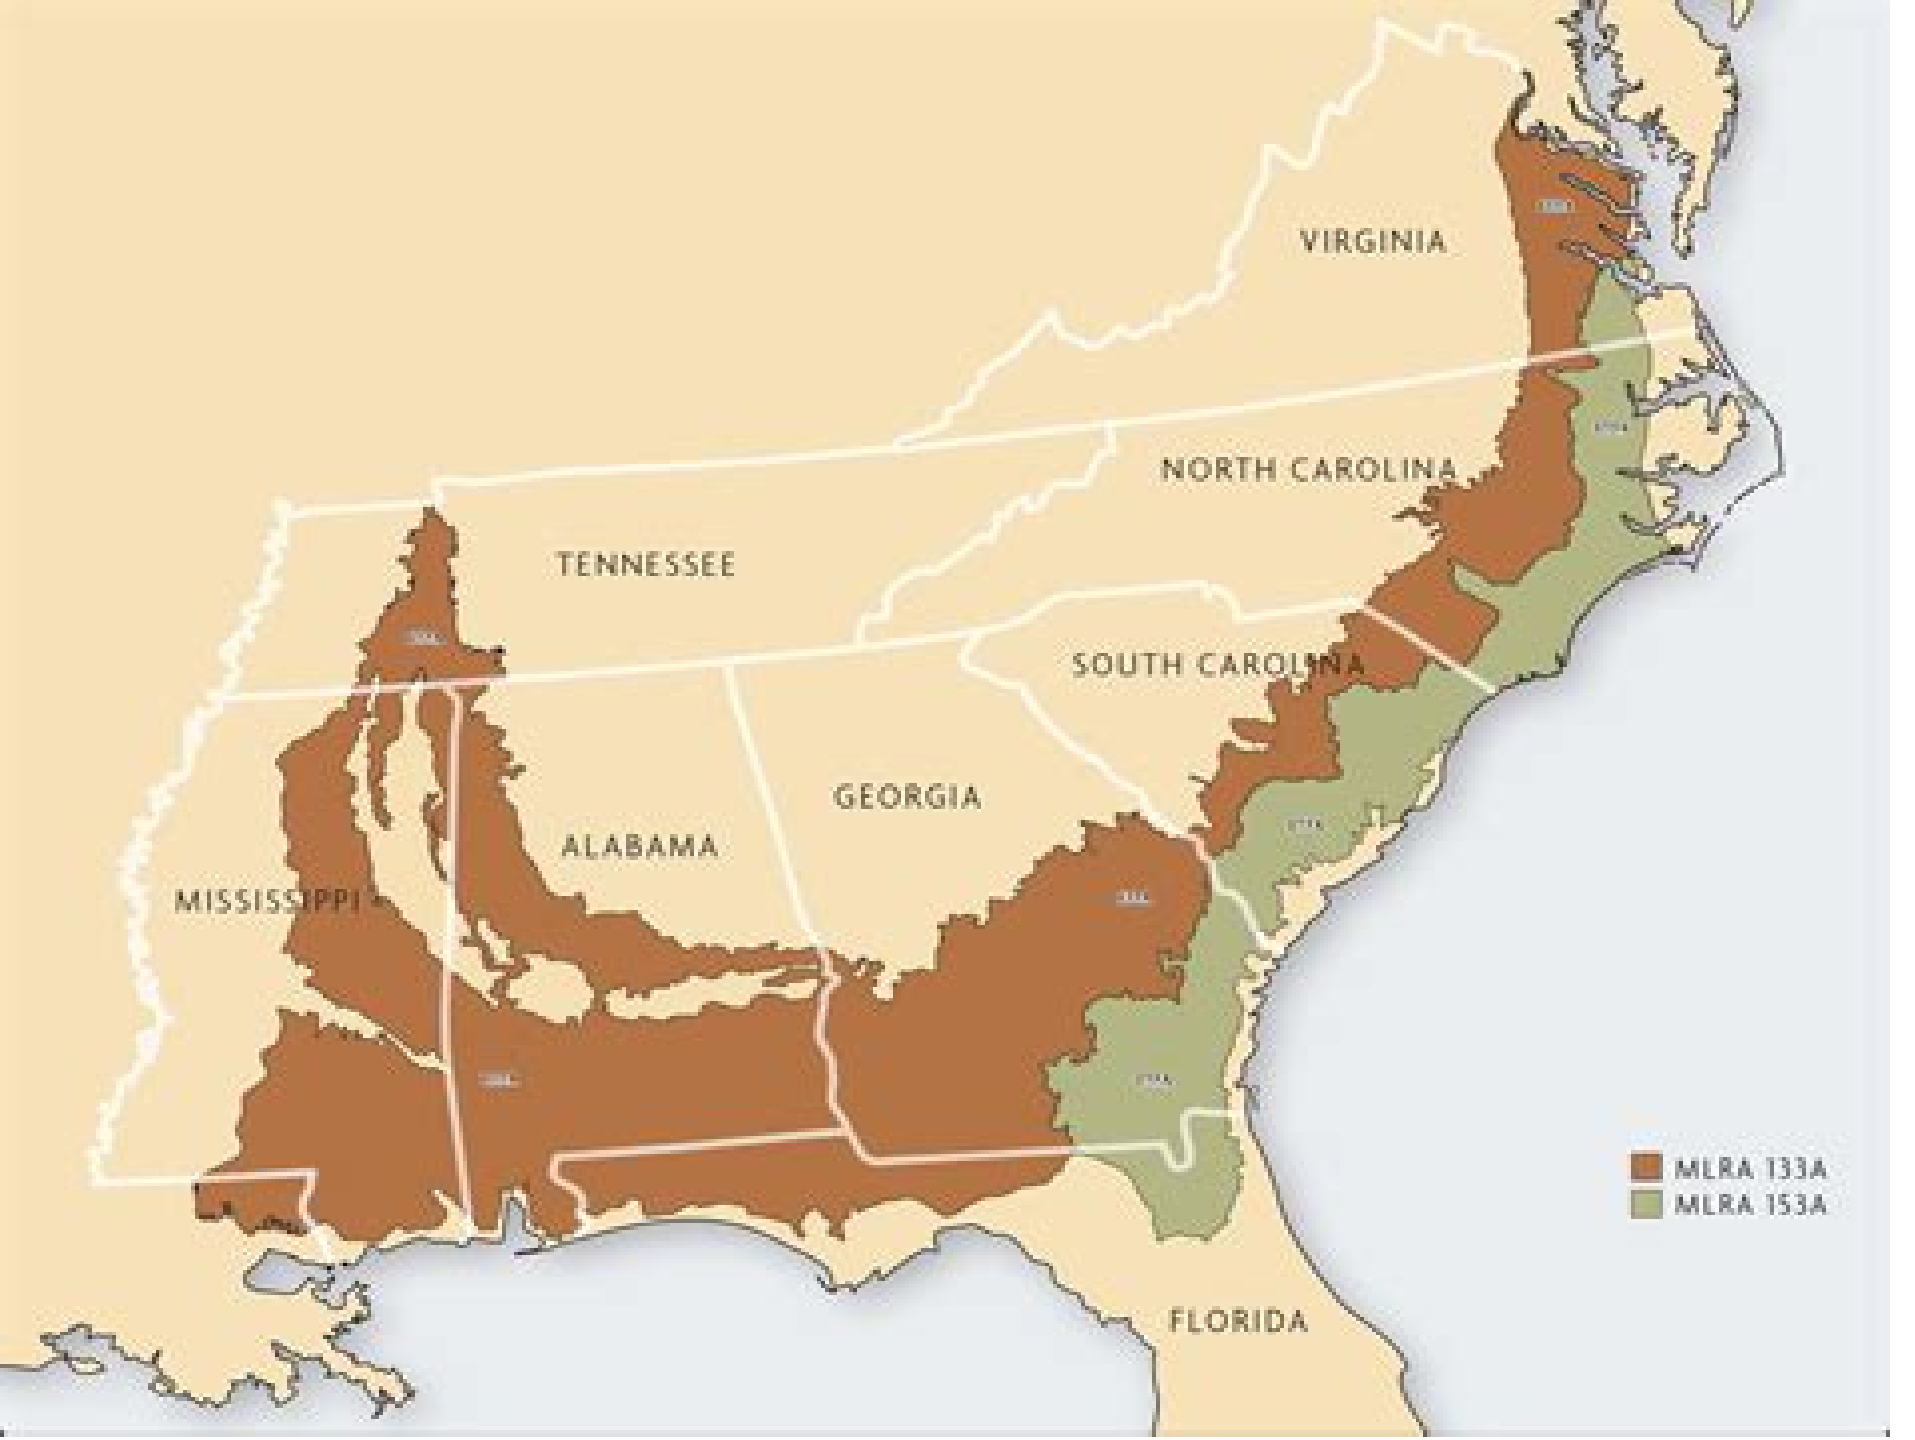 VIRGINIA
NORTH CAROLINA
TENNESSEE
SOUTH CAROLINA
GEORGIA
ALABAMA
MISSISSIPPI
MLRA 133A
MLRA 153A
FLORIDA